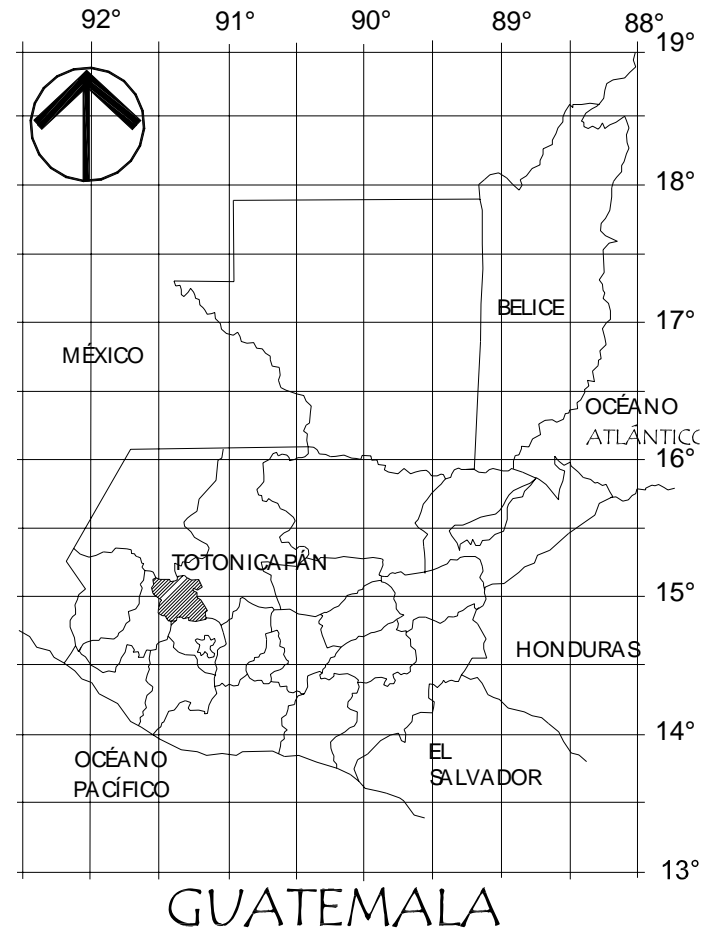 92° 91° 90° 89° 88°
19°
18°
BELICE
17°
MÉXICO
OCÉANO
ATLÁNTICO
16°
TOTONICAPÁN
15°
HONDURAS
14°
OCÉANO
PACÍFICO
EL
SALVADOR
13°
GUATEMALA